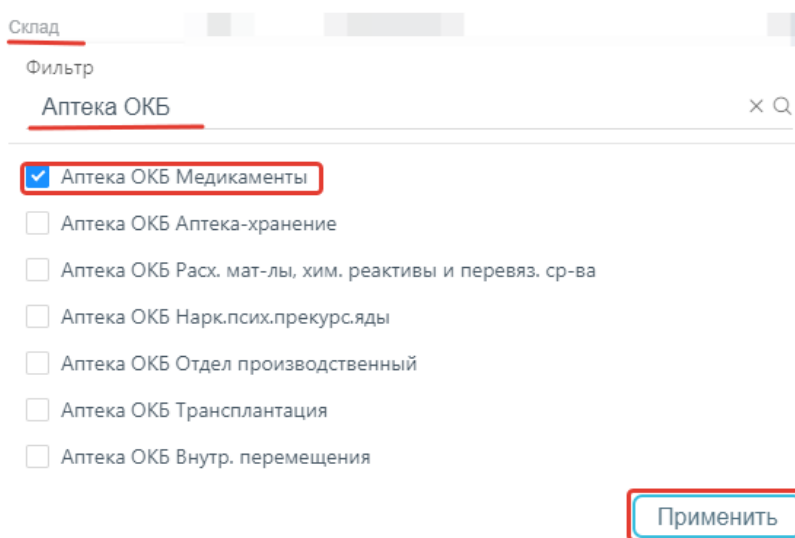 Склад
Фильтр
Аптека ОКБ
Аптека ОКБ Медикаменты
Аптека ОКБ Аптека-хранение
Аптека ОКБ Расх. мат-лы, хим. реактивы и перевяз. ср-ва
Аптека ОКБ Нарк.псих.прекурс.яды
Аптека ОКБ Отдел производственный
Аптека ОКБ Трансплантация
Аптека ОКБ Внутр. перемещения
Применить